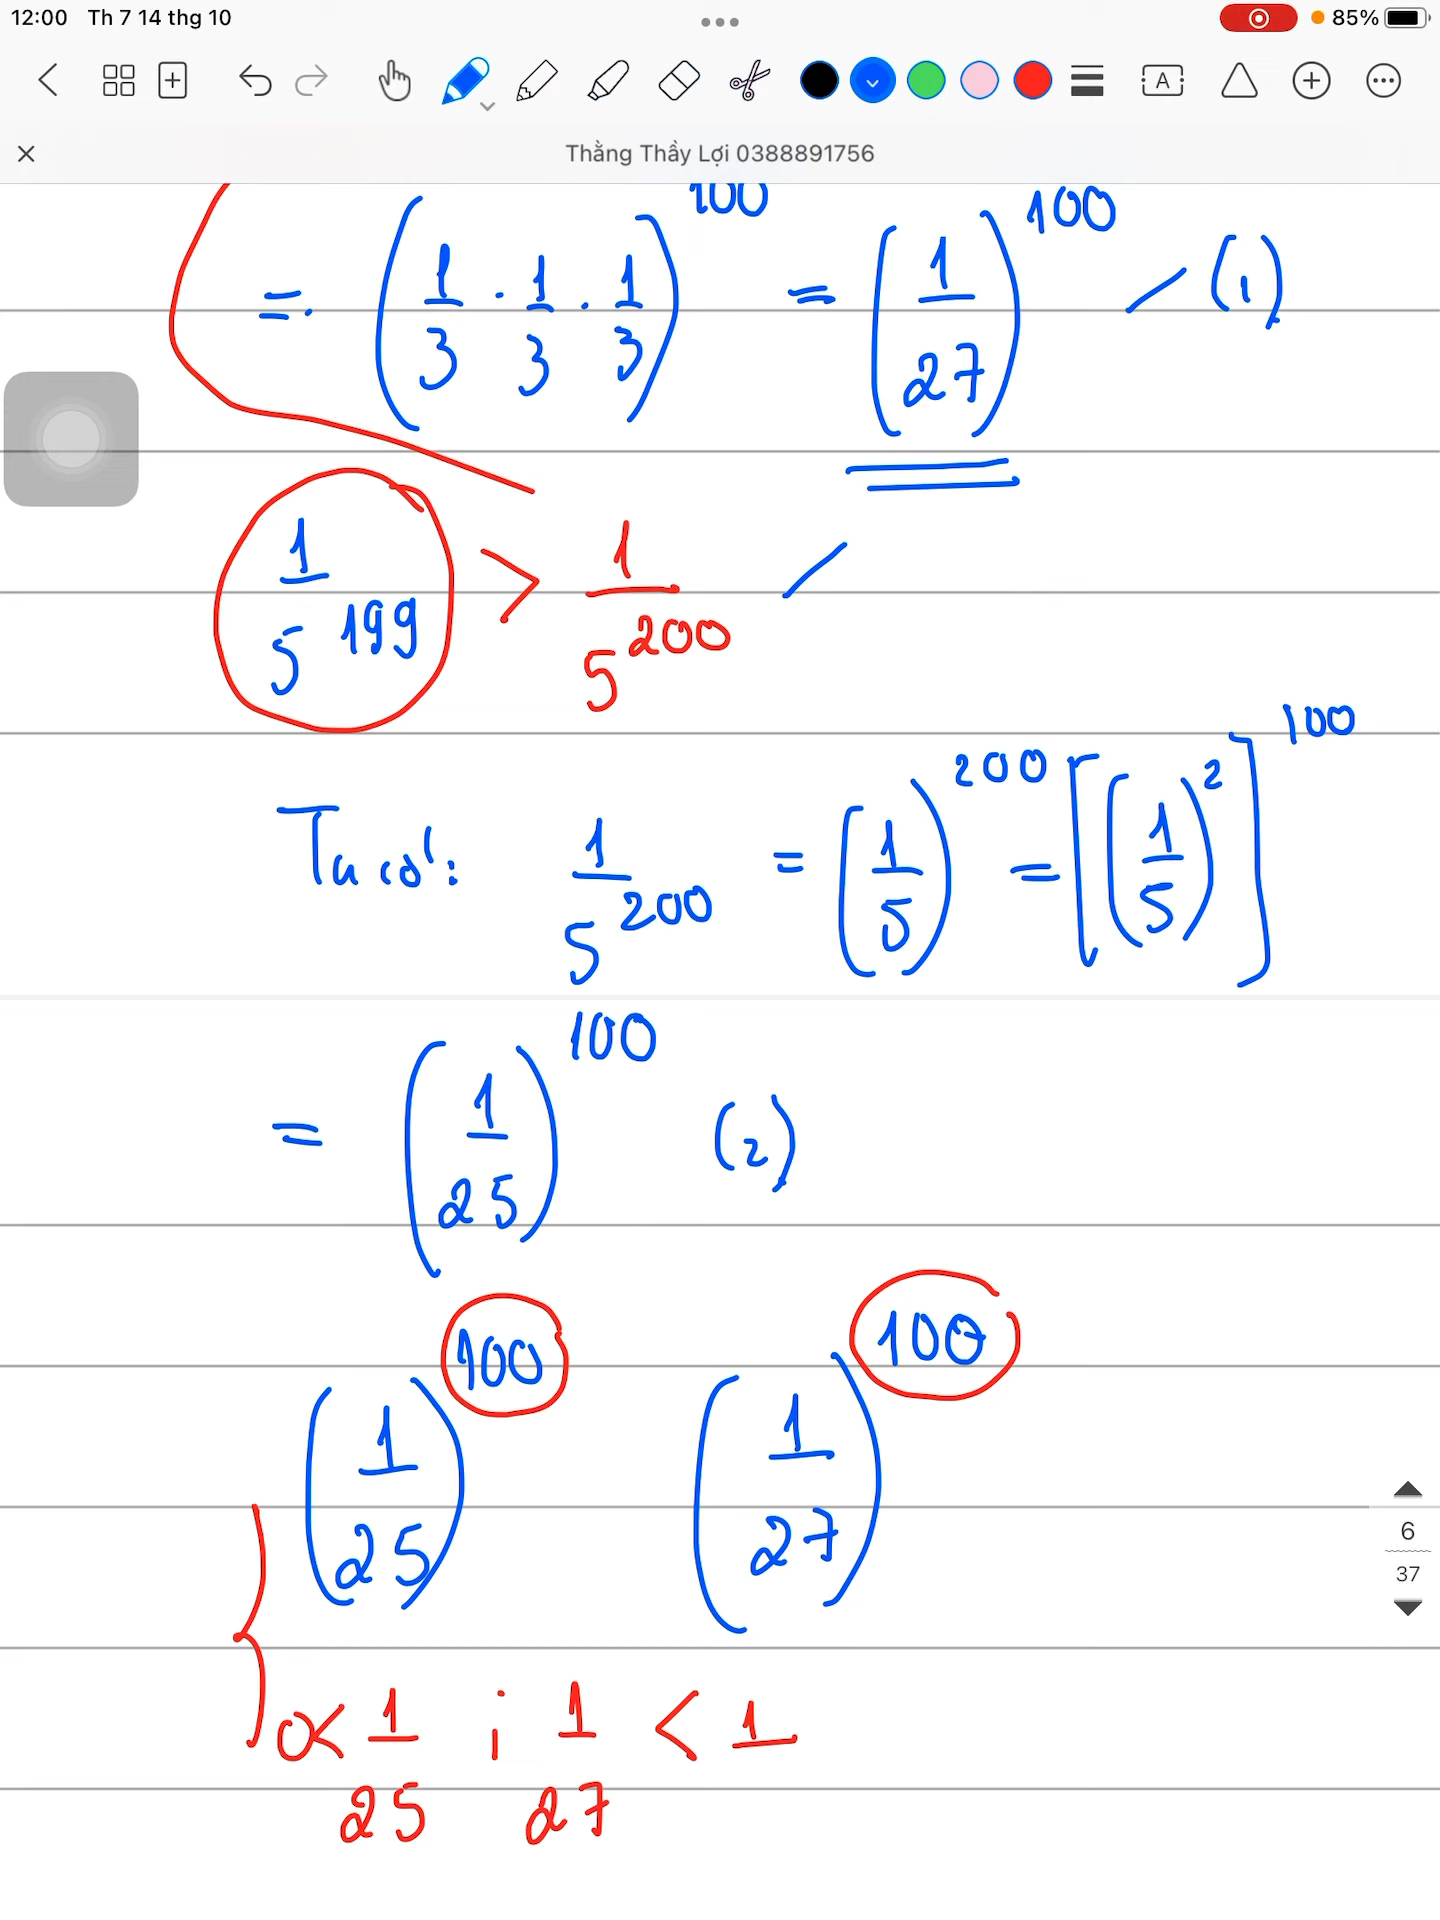 12:00 Th 7 14 thg 10 85%
A
Thằng Thầy Lợi 0388891756
=. (1/3 . 1/3 . 1/3)^100 = (1/27)^100 (1)
1/5^199 > 1/5^200
Ta có: 1/5^200 = (1/5)^200 = [(1/5)^2]^100
= (1/25)^100 (2)
(1/25)^100 (1/27)^100
6
37
0< 1/25 ; 1/27 < 1